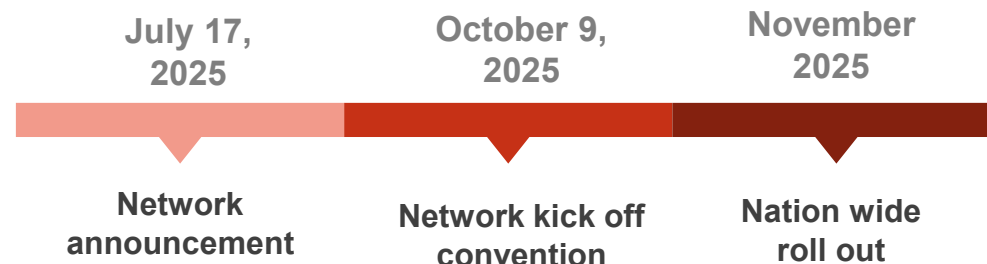 July 17,
2025
October 9,
2025
November
2025
Network
announcement
Network kick off
convention
Nation wide
roll out